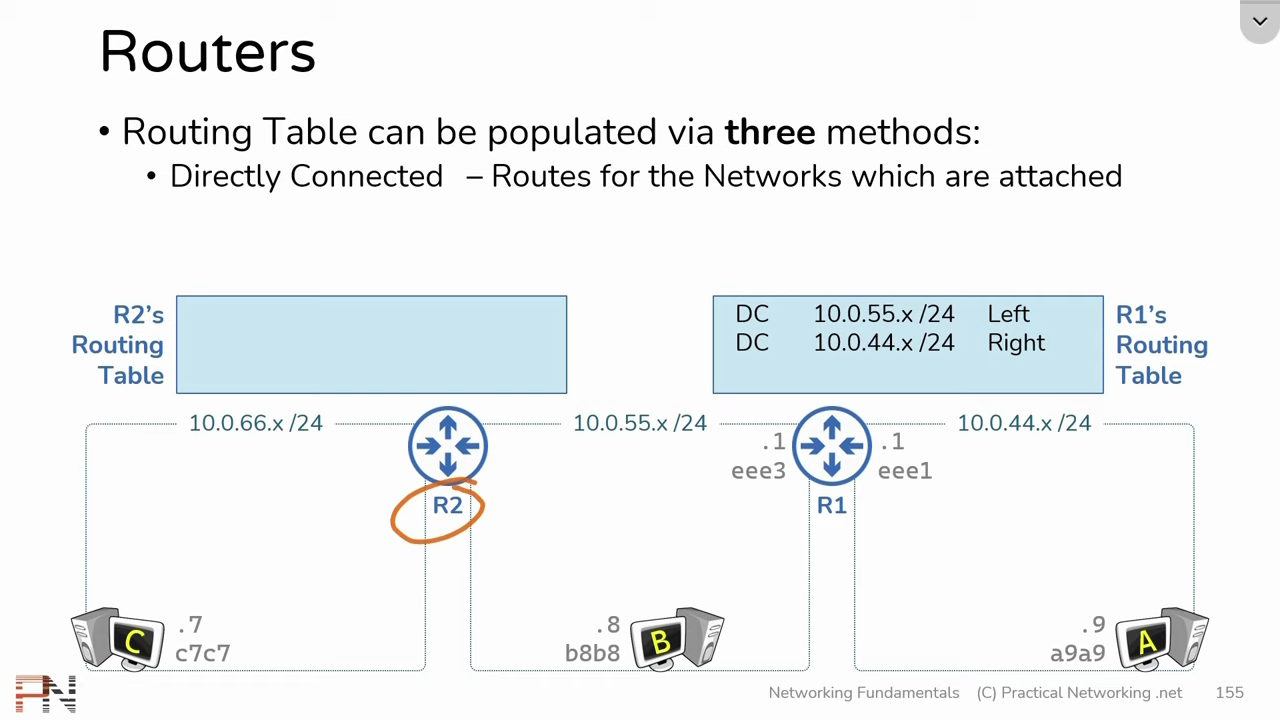 Routers
• Routing Table can be populated via three methods:
• Directly Connected – Routes for the Networks which are attached
R2's
Routing
Table
DC 10.0.55.x /24 Left
DC 10.0.44.x /24 Right
R1's
Routing
Table
10.0.66.x /24
10.0.55.x /24
10.0.44.x /24
.1
eee3
.1
eee1
R2
R1
C
.7
c7c7
.8
b8b8
B
.9
a9a9
A
PN
Networking Fundamentals (C) Practical Networking .net 155